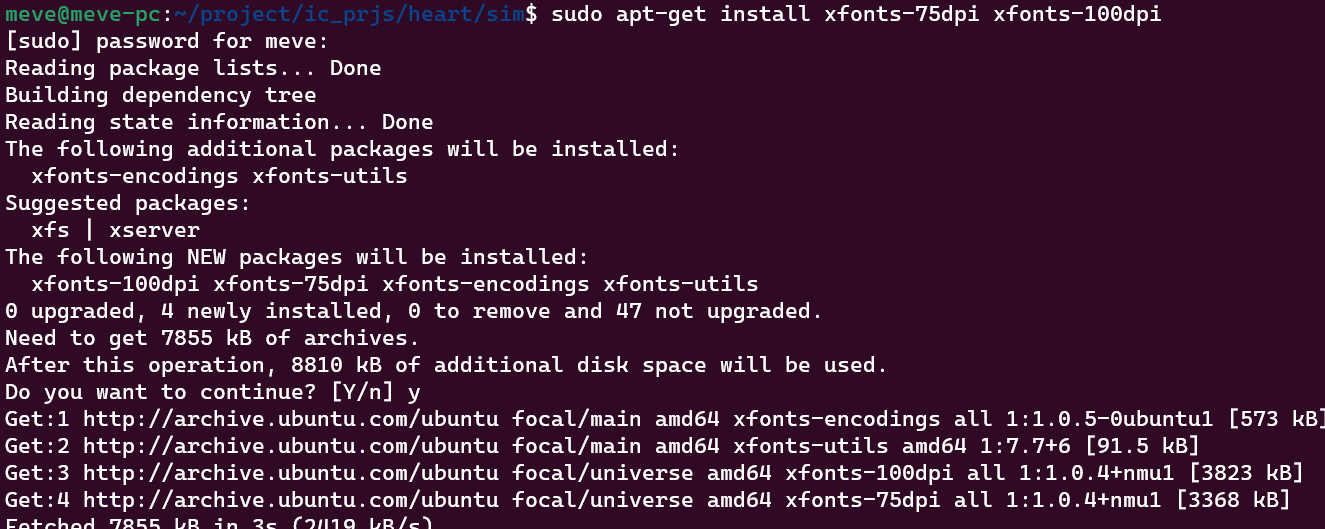 meve@meve-pc:~/project/ic_prjs/heart/sim$ sudo apt-get install xfonts-75dpi xfonts-100dpi
[sudo] password for meve:
Reading package lists... Done
Building dependency tree
Reading state information... Done
The following additional packages will be installed:
  xfonts-encodings xfonts-utils
Suggested packages:
  xfs | xserver
The following NEW packages will be installed:
  xfonts-100dpi xfonts-75dpi xfonts-encodings xfonts-utils
0 upgraded, 4 newly installed, 0 to remove and 47 not upgraded.
Need to get 7855 kB of archives.
After this operation, 8810 kB of additional disk space will be used.
Do you want to continue? [Y/n] y
Get:1 http://archive.ubuntu.com/ubuntu focal/main amd64 xfonts-encodings all 1:1.0.5-0ubuntu1 [573 kB]
Get:2 http://archive.ubuntu.com/ubuntu focal/main amd64 xfonts-utils amd64 1:7.7+6 [91.5 kB]
Get:3 http://archive.ubuntu.com/ubuntu focal/universe amd64 xfonts-100dpi all 1:1.0.4+nmu1 [3823 kB]
Get:4 http://archive.ubuntu.com/ubuntu focal/universe amd64 xfonts-75dpi all 1:1.0.4+nmu1 [3368 kB]
Fetched 7855 kB in 3s (2419 kB/s)